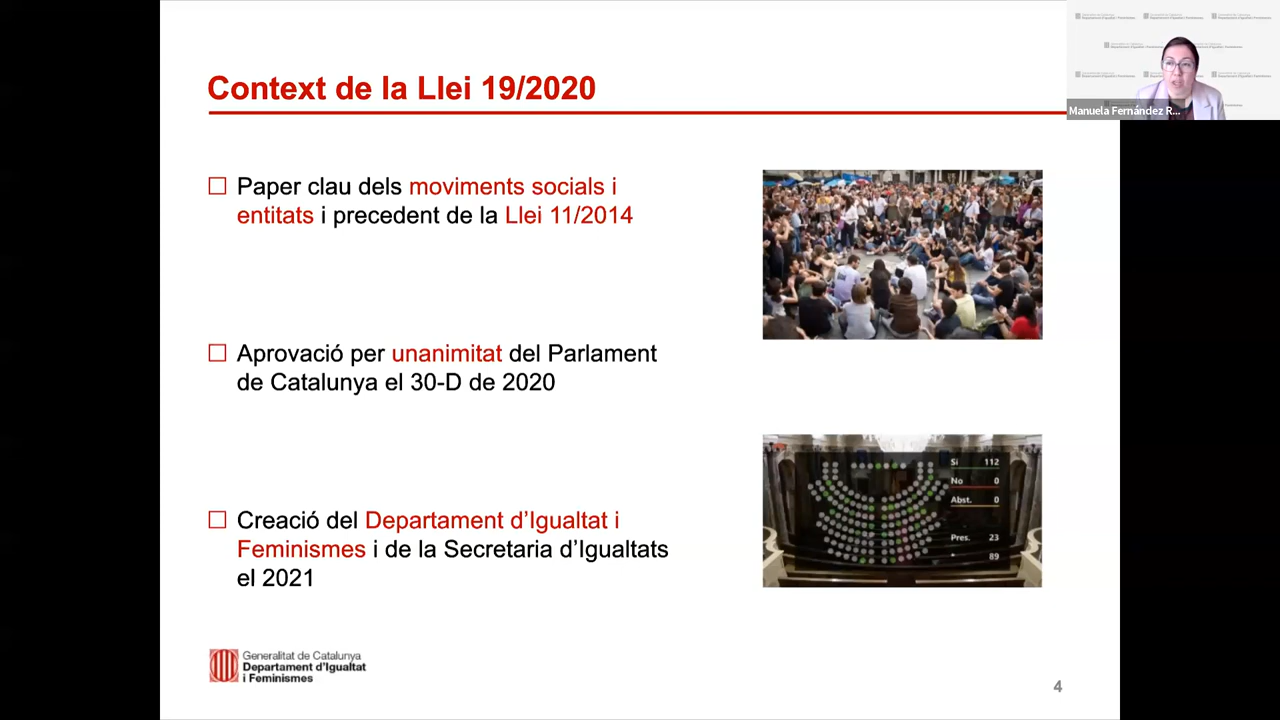 Context de la Llei 19/2020
Manuela Fernández R...
Paper clau dels moviments socials i
entitats i precedent de la Llei 11/2014
Aprovació per unanimitat del Parlament
de Catalunya el 30-D de 2020
Sí 112
No 0
Abst. 0
Pres. 23
* 89
Creació del Departament d’Igualtat i
Feminismes i de la Secretaria d’Igualtats
el 2021
Generalitat de Catalunya
Departament d’Igualtat
i Feminismes
4